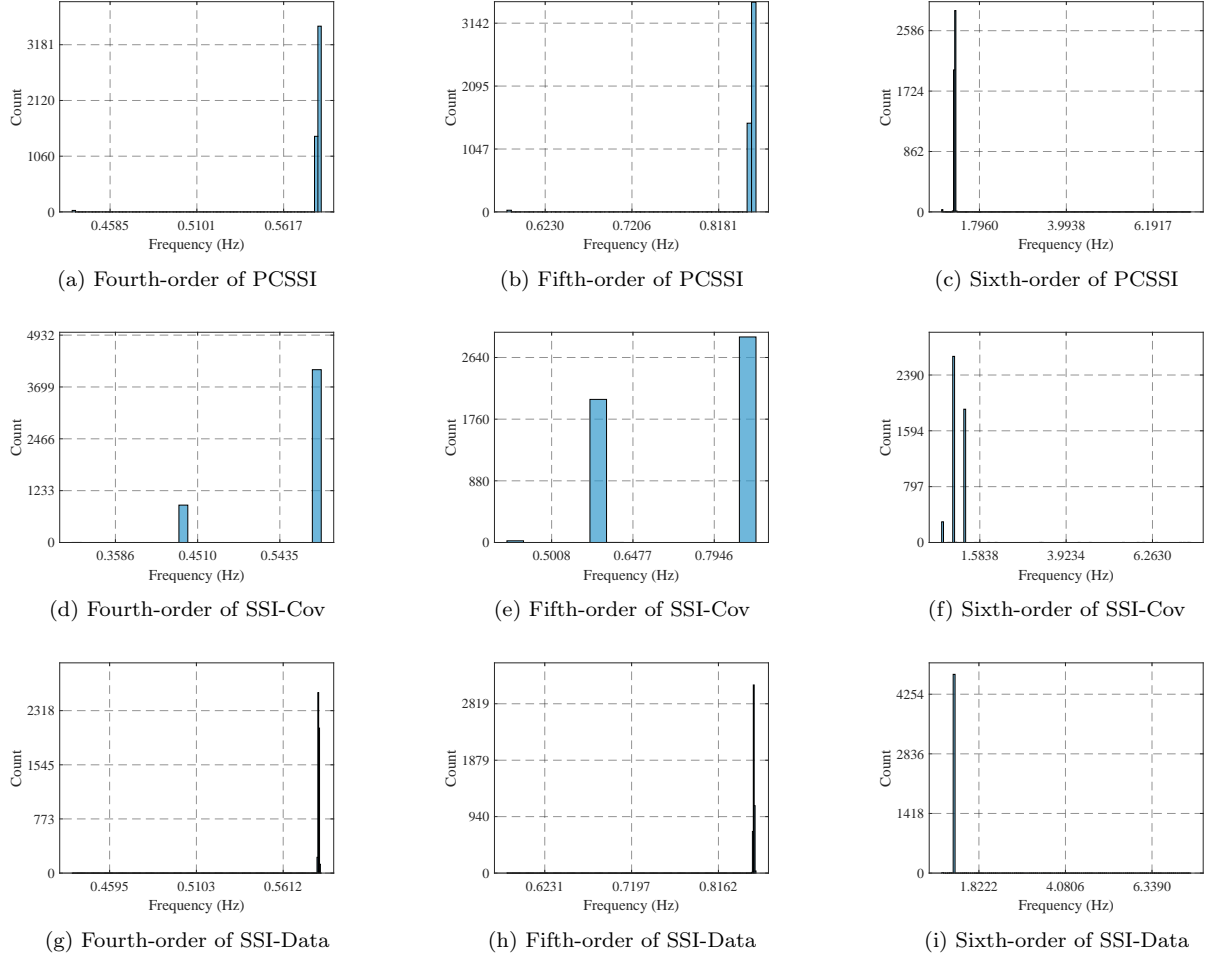 3181
2120
1060
0
Count
0.4585 0.5101 0.5617
Frequency (Hz)
(a) Fourth-order of PCSSI
3142
2095
1047
0
Count
0.6230 0.7206 0.8181
Frequency (Hz)
(b) Fifth-order of PCSSI
2586
1724
862
0
Count
1.7960 3.9938 6.1917
Frequency (Hz)
(c) Sixth-order of PCSSI
4932
3699
2466
1233
0
Count
0.3586 0.4510 0.5435
Frequency (Hz)
(d) Fourth-order of SSI-Cov
2640
1760
880
0
Count
0.5008 0.6477 0.7946
Frequency (Hz)
(e) Fifth-order of SSI-Cov
2390
1594
797
0
Count
1.5838 3.9234 6.2630
Frequency (Hz)
(f) Sixth-order of SSI-Cov
2318
1545
773
0
Count
0.4595 0.5103 0.5612
Frequency (Hz)
(g) Fourth-order of SSI-Data
2819
1879
940
0
Count
0.6231 0.7197 0.8162
Frequency (Hz)
(h) Fifth-order of SSI-Data
4254
2836
1418
0
Count
1.8222 4.0806 6.3390
Frequency (Hz)
(i) Sixth-order of SSI-Data